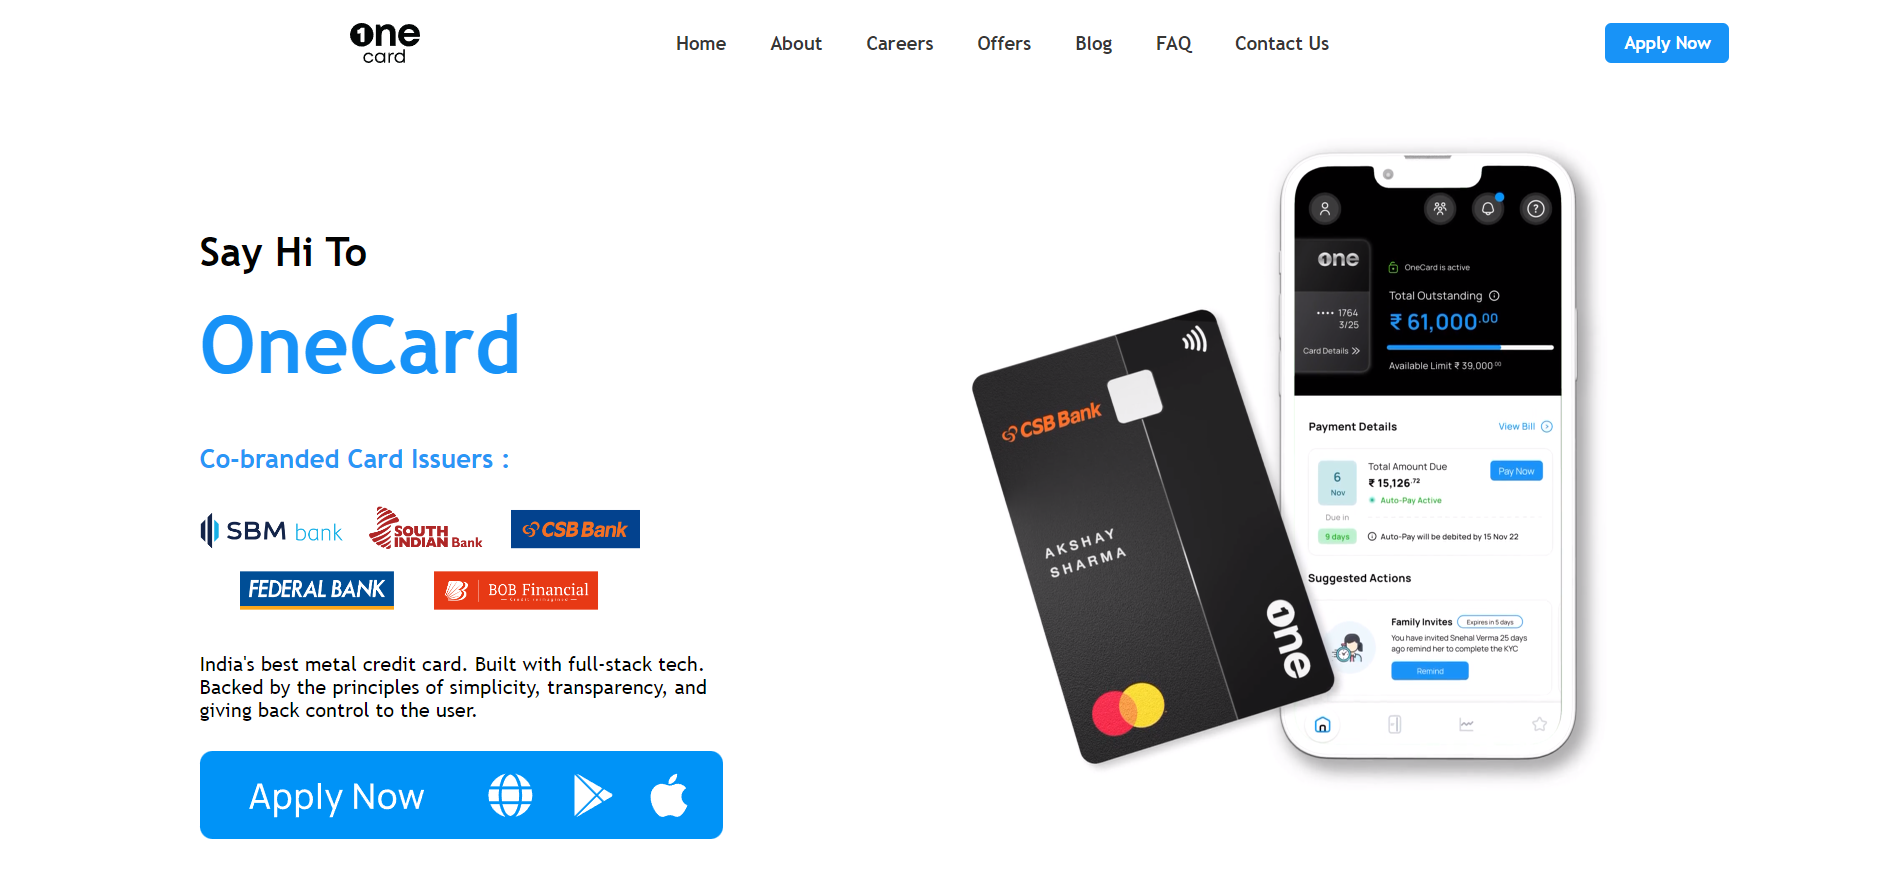 one
card
Home
About
Careers
Offers
Blog
FAQ
Contact Us
Apply Now
Say Hi To
OneCard
Co-branded Card Issuers :
SBM bank
SOUTH
INDIAN Bank
CSB Bank
FEDERAL BANK
BOB Financial
India's best metal credit card. Built with full-stack tech.
Backed by the principles of simplicity, transparency, and
giving back control to the user.
Apply Now
CSB Bank
AKSHAY
SHARMA
one
one
•••• 1764
3/25
Card Details
OneCard is active
Total Outstanding
₹ 61,000.00
Available Limit ₹ 39,000.00
Payment Details
View Bill
6
Nov
Due in
9 days
Total Amount Due
₹ 15,126.72
Auto-Pay Active
Pay Now
Auto-Pay will be debited by 15 Nov 22
Suggested Actions
Family Invites
Expires in 5 days
You have invited Snehal Verma 25 days
ago remind her to complete the KYC
Remind